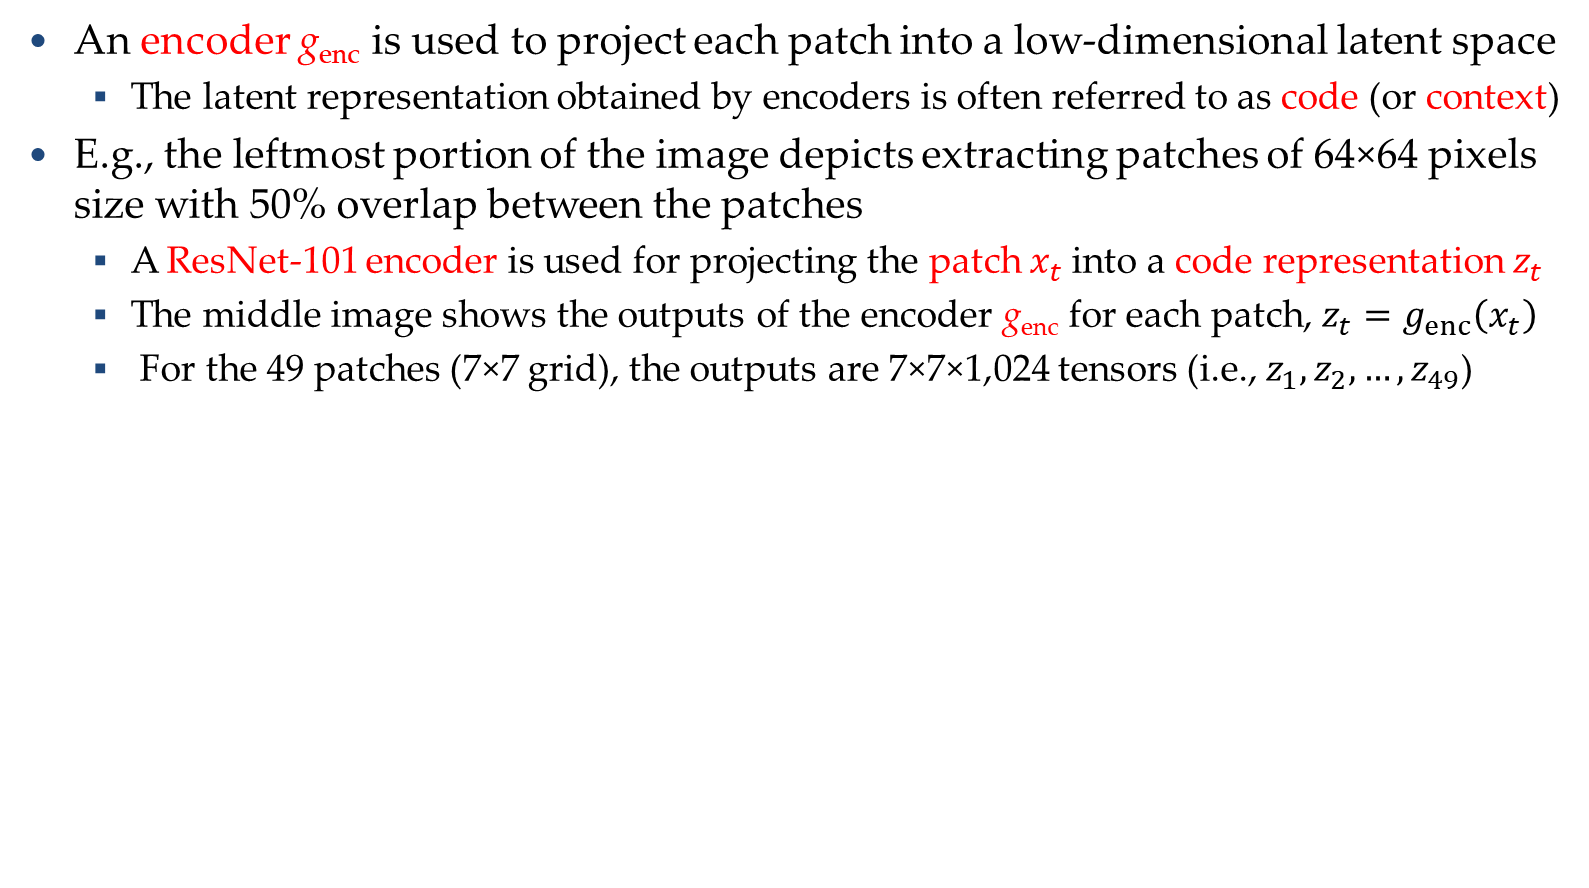 • An encoder g_enc is used to project each patch into a low-dimensional latent space
▪ The latent representation obtained by encoders is often referred to as code (or context)
• E.g., the leftmost portion of the image depicts extracting patches of 64×64 pixels
size with 50% overlap between the patches
▪ A ResNet-101 encoder is used for projecting the patch x_t into a code representation z_t
▪ The middle image shows the outputs of the encoder g_enc for each patch, z_t = g_enc(x_t)
▪ For the 49 patches (7×7 grid), the outputs are 7×7×1,024 tensors (i.e., z_1, z_2, …, z_49)